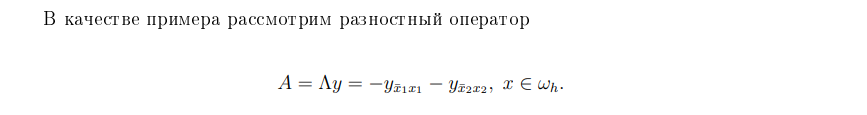 В качестве примера рассмотрим разностный оператор
A = Λy = −y_{x̄₁x₁} − y_{x̄₂x₂}, x ∈ ω_h.